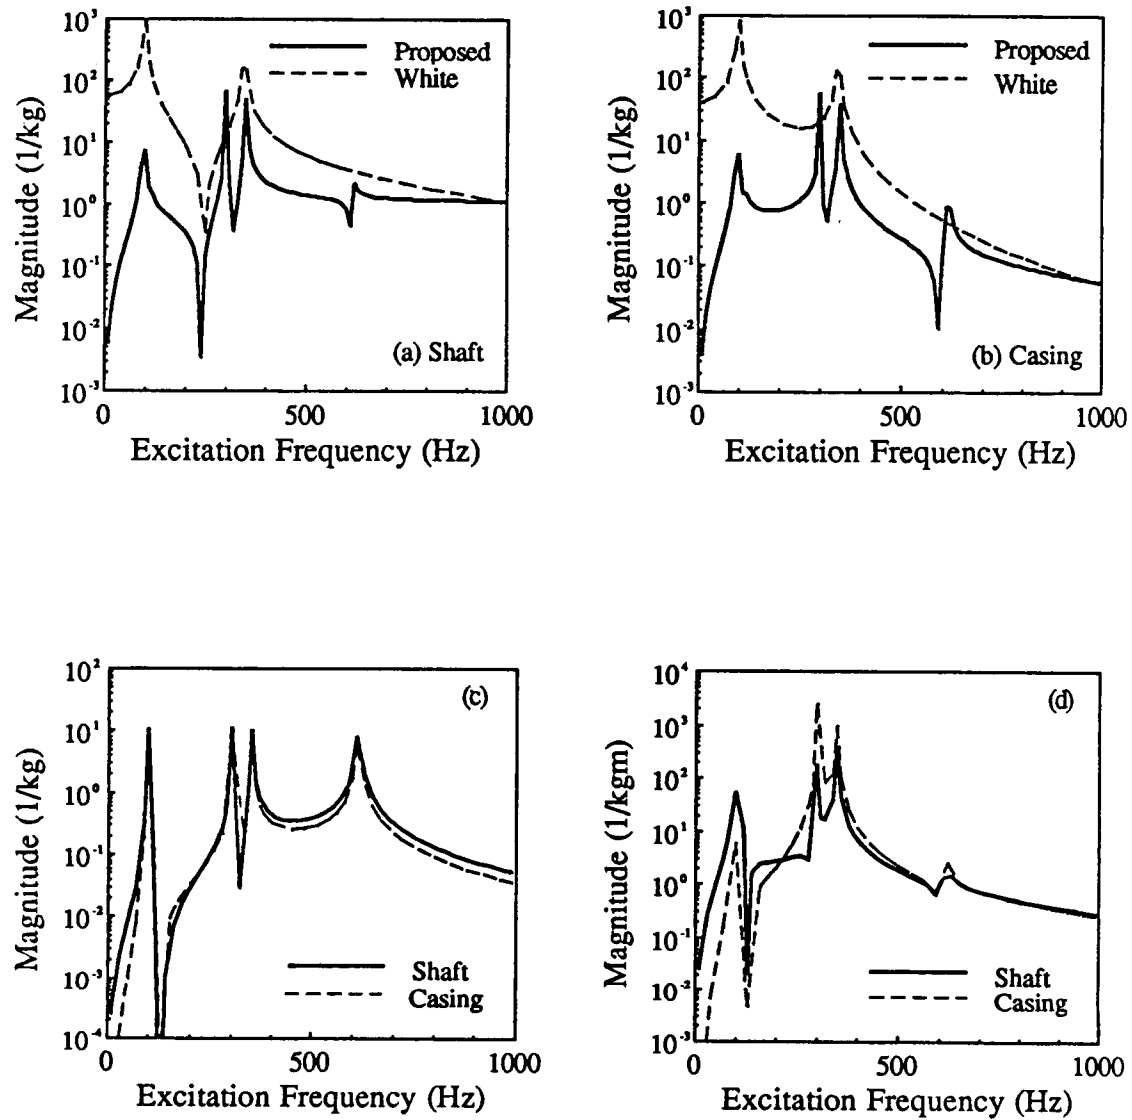 10³
10²
10¹
10⁰
10⁻¹
10⁻²
10⁻³
Magnitude (1/kg)
Proposed
White
(a) Shaft
0
500
1000
Excitation Frequency (Hz)
10³
10²
10¹
10⁰
10⁻¹
10⁻²
10⁻³
Magnitude (1/kg)
Proposed
White
(b) Casing
0
500
1000
Excitation Frequency (Hz)
10²
10¹
10⁰
10⁻¹
10⁻²
10⁻³
10⁻⁴
Magnitude (1/kg)
(c)
Shaft
Casing
0
500
1000
Excitation Frequency (Hz)
10⁴
10³
10²
10¹
10⁰
10⁻¹
10⁻²
10⁻³
Magnitude (1/kgm)
(d)
Shaft
Casing
0
500
1000
Excitation Frequency (Hz)